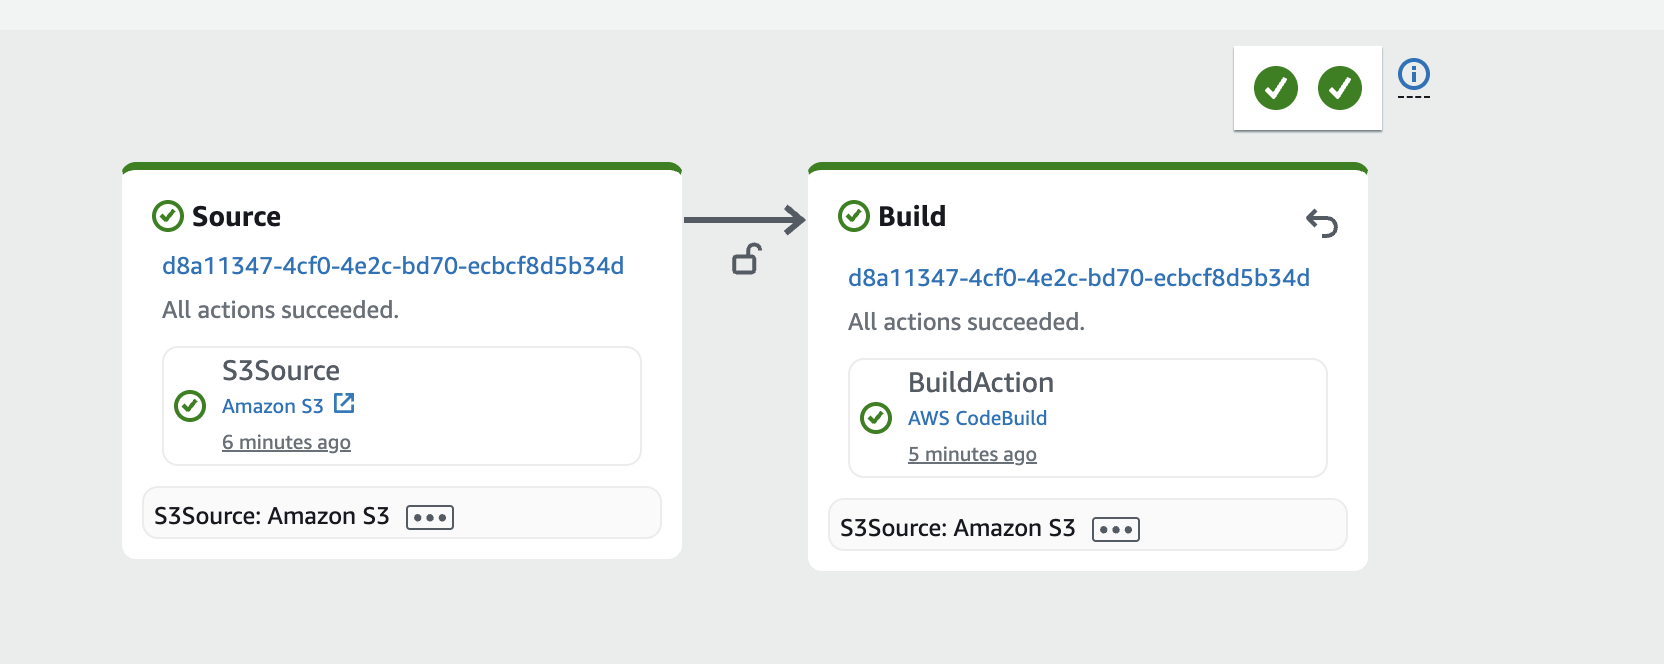 Source
d8a11347-4cf0-4e2c-bd70-ecbcf8d5b34d
All actions succeeded.
S3Source
Amazon S3
6 minutes ago
S3Source: Amazon S3
Build
d8a11347-4cf0-4e2c-bd70-ecbcf8d5b34d
All actions succeeded.
BuildAction
AWS CodeBuild
5 minutes ago
S3Source: Amazon S3